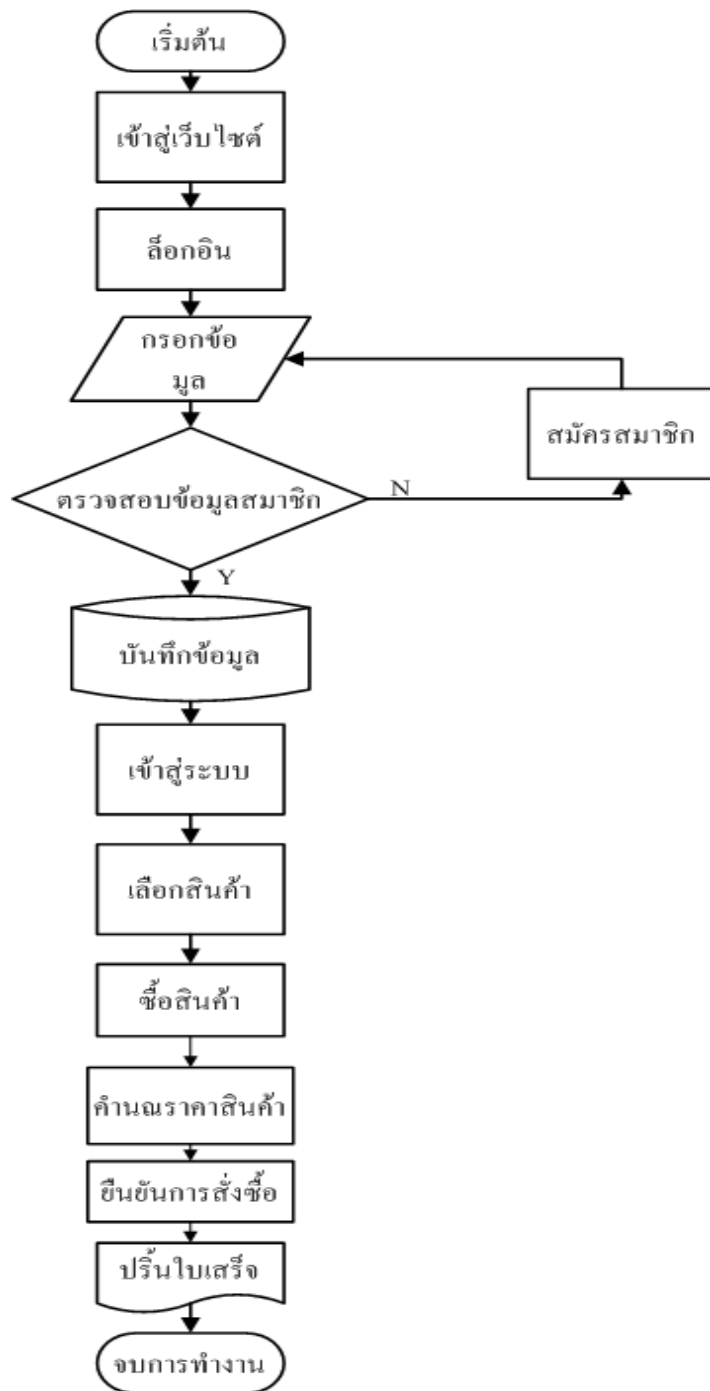 เริ่มต้น
เข้าสู่เว็บไซต์
ล็อกอิน
กรอกข้อ
มูล
สมัครสมาชิก
ตรวจสอบข้อมูลสมาชิก
N
Y
บันทึกข้อมูล
เข้าสู่ระบบ
เลือกสินค้า
ซื้อสินค้า
คำนณราคาสินค้า
ยืนยันการสั่งซื้อ
ปริ้นใบเสร็จ
จบการทำงาน